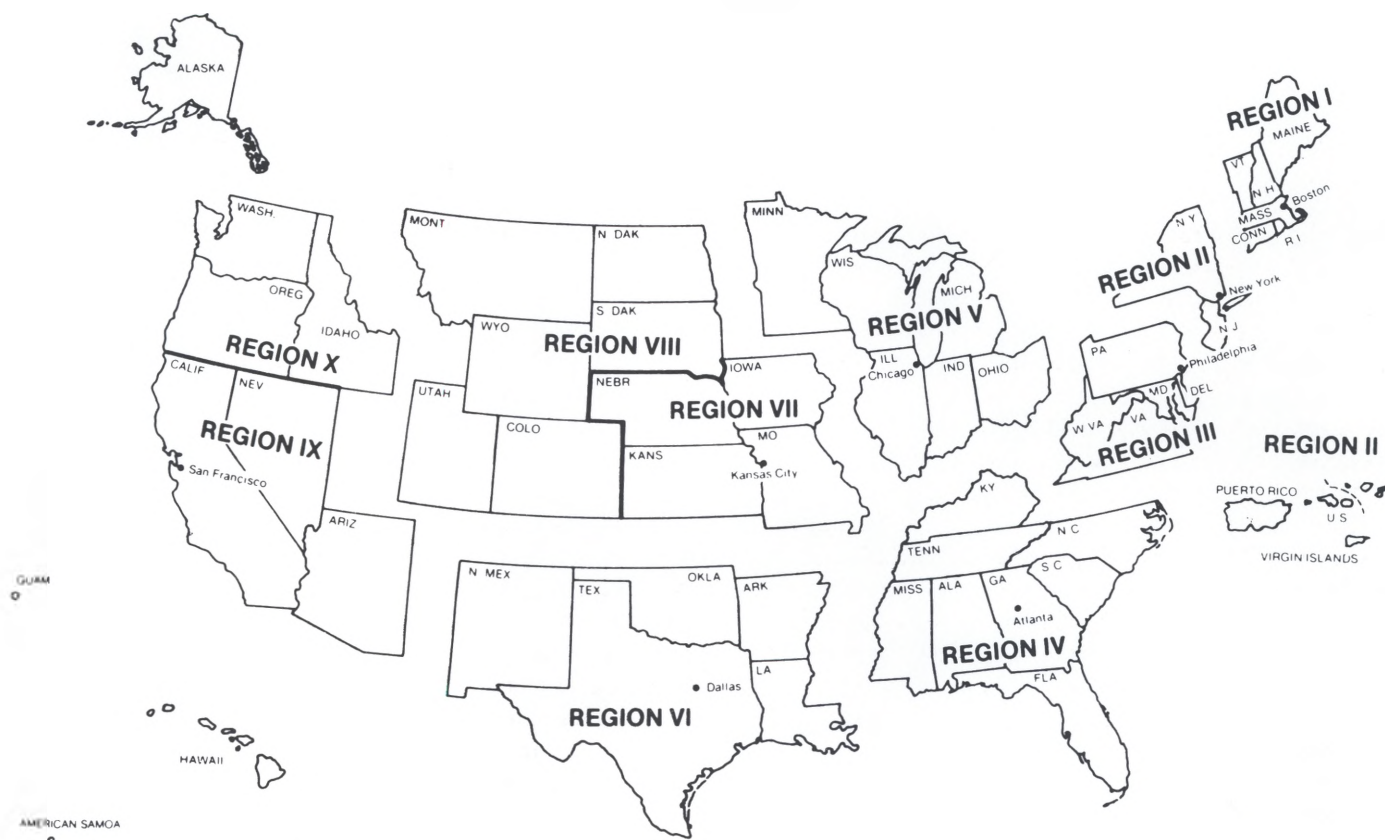 ALASKA
REGION I
MAINE
VT
N H
Boston
MASS
CONN
R I
WASH.
MONT
N DAK
MINN
N Y
WIS
REGION II
MICH
New York
OREG
S DAK
REGION V
N J
IDAHO
WYO
REGION X
REGION VIII
PA
Philadelphia
CALIF
NEV
UTAH
NEBR
IOWA
ILL
Chicago
IND
OHIO
MD
DEL
REGION VII
COLO
W VA
VA
REGION IX
MO
REGION III
REGION II
KANS
Kansas City
San Francisco
KY
PUERTO RICO
U S
VIRGIN ISLANDS
ARIZ
N C
TENN
S C
GUAM
N MEX
TEX
OKLA
ARK
MISS
ALA
GA
Atlanta
REGION IV
FLA
LA
Dallas
REGION VI
HAWAII
AMERICAN SAMOA